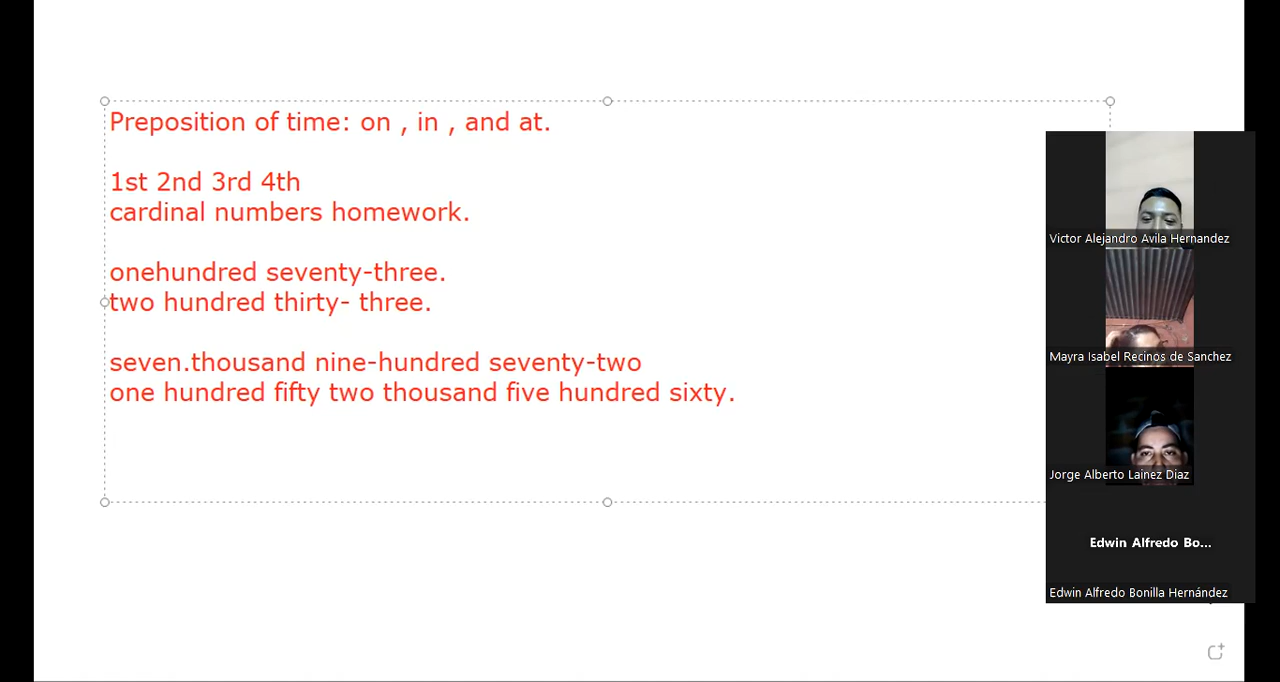 Preposition of time: on , in , and at.
1st 2nd 3rd 4th
cardinal numbers homework.
onehundred seventy-three.
two hundred thirty- three.
seven.thousand nine-hundred seventy-two
one hundred fifty two thousand five hundred sixty.
Victor Alejandro Avila Hernandez
Mayra Isabel Recinos de Sanchez
Jorge Alberto Lainez Diaz
Edwin Alfredo Bo...
Edwin Alfredo Bonilla Hernández